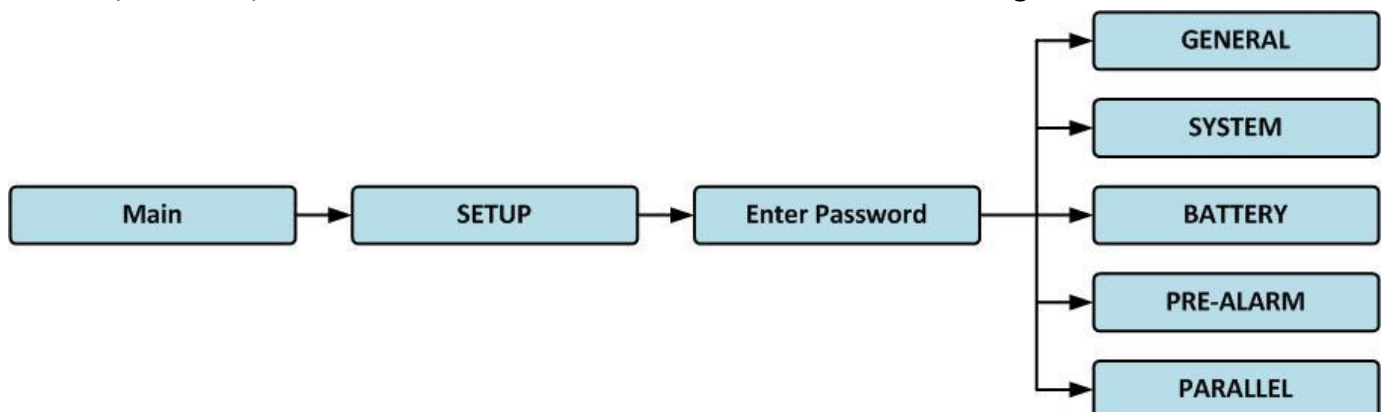 GENERAL
SYSTEM
Main
SETUP
Enter Password
BATTERY
PRE-ALARM
PARALLEL